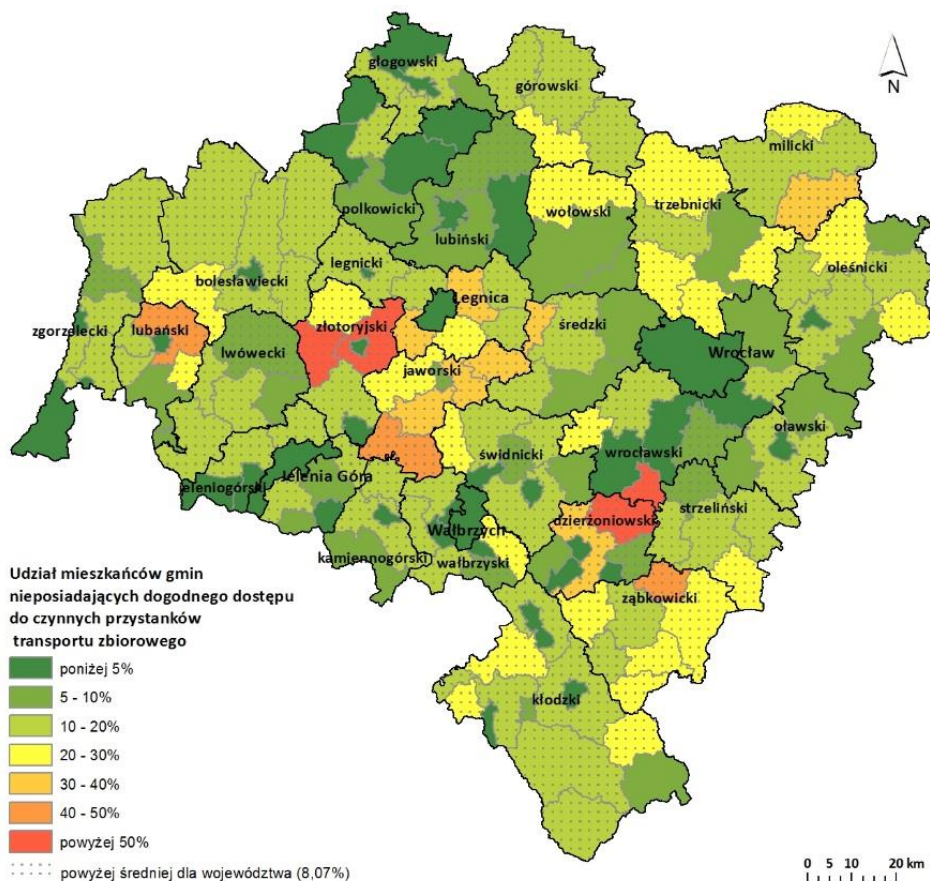 głogowski
N
górowski
milicki
polkowicki
wołowski
trzebnicki
lubiński
legnicki
bolesławiecki
oleśnicki
Legnica
zgorzelecki
lubański
złotoryjski
średzki
lwówecki
Wrocław
jaworski
oławski
świdnicki
wrocławski
Jelenia Góra
jeleniogórski
strzeliński
dzierżoniowski
Wałbrzych
kamiennogórski
wałbrzyski
ząbkowicki
kłodzki
Udział mieszkańców gmin
nieposiadających dogodnego dostępu
do czynnych przystanków
transportu zbiorowego
poniżej 5%
5 - 10%
10 - 20%
20 - 30%
30 - 40%
40 - 50%
powyżej 50%
powyżej średniej dla województwa (8,07%)
0 5 10 20 km